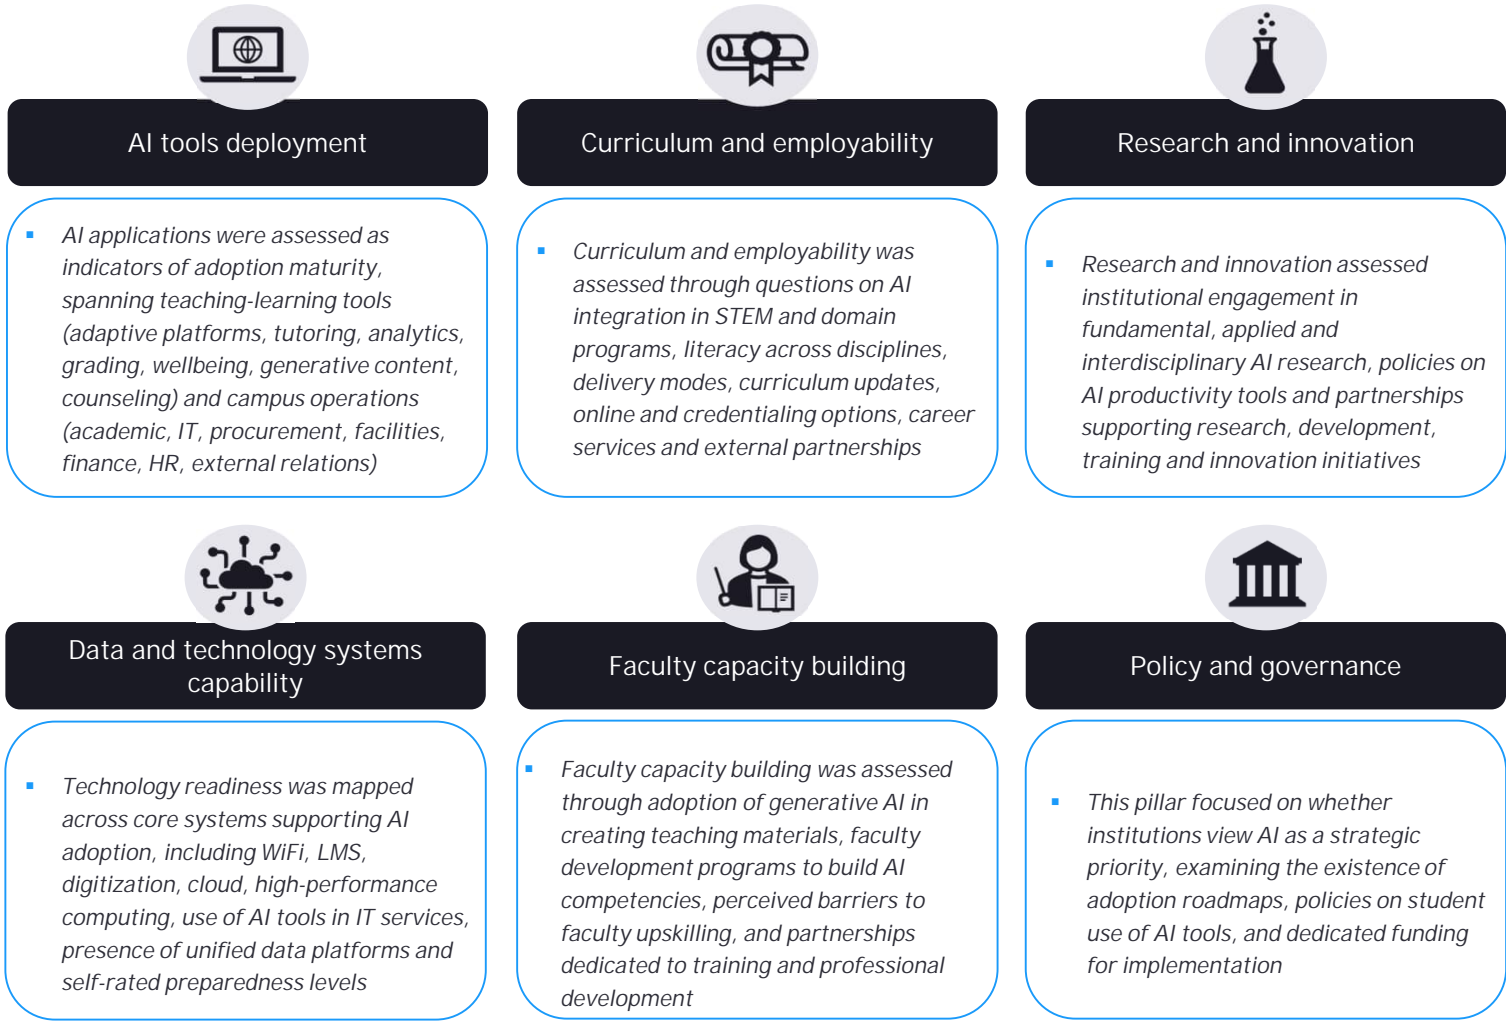 AI tools deployment
▪ AI applications were assessed as
indicators of adoption maturity,
spanning teaching-learning tools
(adaptive platforms, tutoring, analytics,
grading, wellbeing, generative content,
counseling) and campus operations
(academic, IT, procurement, facilities,
finance, HR, external relations)
Curriculum and employability
▪ Curriculum and employability was
assessed through questions on AI
integration in STEM and domain
programs, literacy across disciplines,
delivery modes, curriculum updates,
online and credentialing options, career
services and external partnerships
Research and innovation
▪ Research and innovation assessed
institutional engagement in
fundamental, applied and
interdisciplinary AI research, policies on
AI productivity tools and partnerships
supporting research, development,
training and innovation initiatives
Data and technology systems
capability
▪ Technology readiness was mapped
across core systems supporting AI
adoption, including WiFi, LMS,
digitization, cloud, high-performance
computing, use of AI tools in IT services,
presence of unified data platforms and
self-rated preparedness levels
Faculty capacity building
▪ Faculty capacity building was assessed
through adoption of generative AI in
creating teaching materials, faculty
development programs to build AI
competencies, perceived barriers to
faculty upskilling, and partnerships
dedicated to training and professional
development
Policy and governance
▪ This pillar focused on whether
institutions view AI as a strategic
priority, examining the existence of
adoption roadmaps, policies on student
use of AI tools, and dedicated funding
for implementation